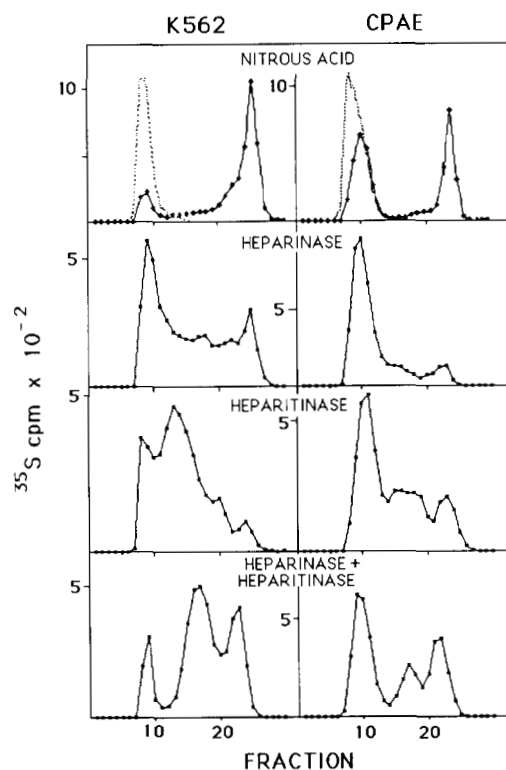 K562 CPAE
NITROUS ACID
10 10
HEPARINASE
5 5
HEPARITINASE
5 5
HEPARINASE +
HEPARITINASE
5 5
10 20 10 20
FRACTION
³⁵S cpm x 10⁻²